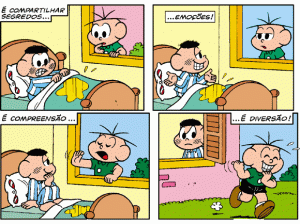 É COMPARTILHAR
SEGREDOS...
...EMOÇÕES!
É COMPREENSÃO ...
...É DIVERSÃO!